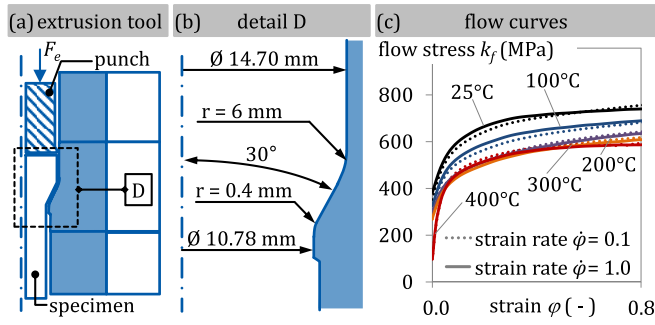 (a) extrusion tool
F_e
punch
D
specimen
(b) detail D
Ø 14.70 mm
r = 6 mm
30°
r = 0.4 mm
Ø 10.78 mm
(c) flow curves
flow stress k_f (MPa)
800
600
400
200
0
25°C
100°C
200°C
300°C
400°C
strain rate φ̇ = 0.1
strain rate φ̇ = 1.0
0.0
0.8
strain φ (-)